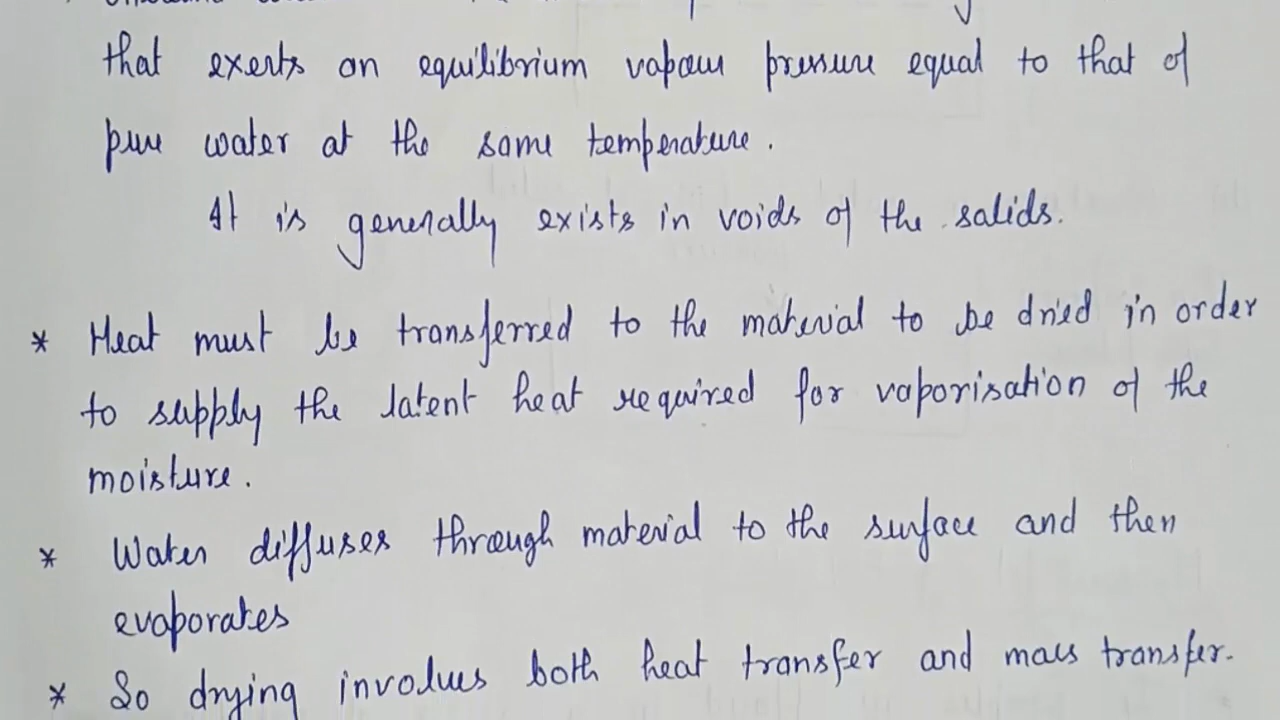 that exerts an equilibrium vapour pressure equal to that of
pure water at the same temperature.
It is generally exists in voids of the solids.
* Heat must be transferred to the material to be dried in order
to supply the latent heat required for vaporisation of the
moisture.
* Water diffuses through material to the surface and then
evaporates
* So drying involves both heat transfer and mass transfer.